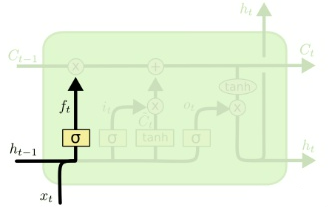 h_t
C_{t-1} × + C_t
tanh
f_t i_t × o_t ×
C̃_t
σ σ tanh σ
h_{t-1} h_t
x_t